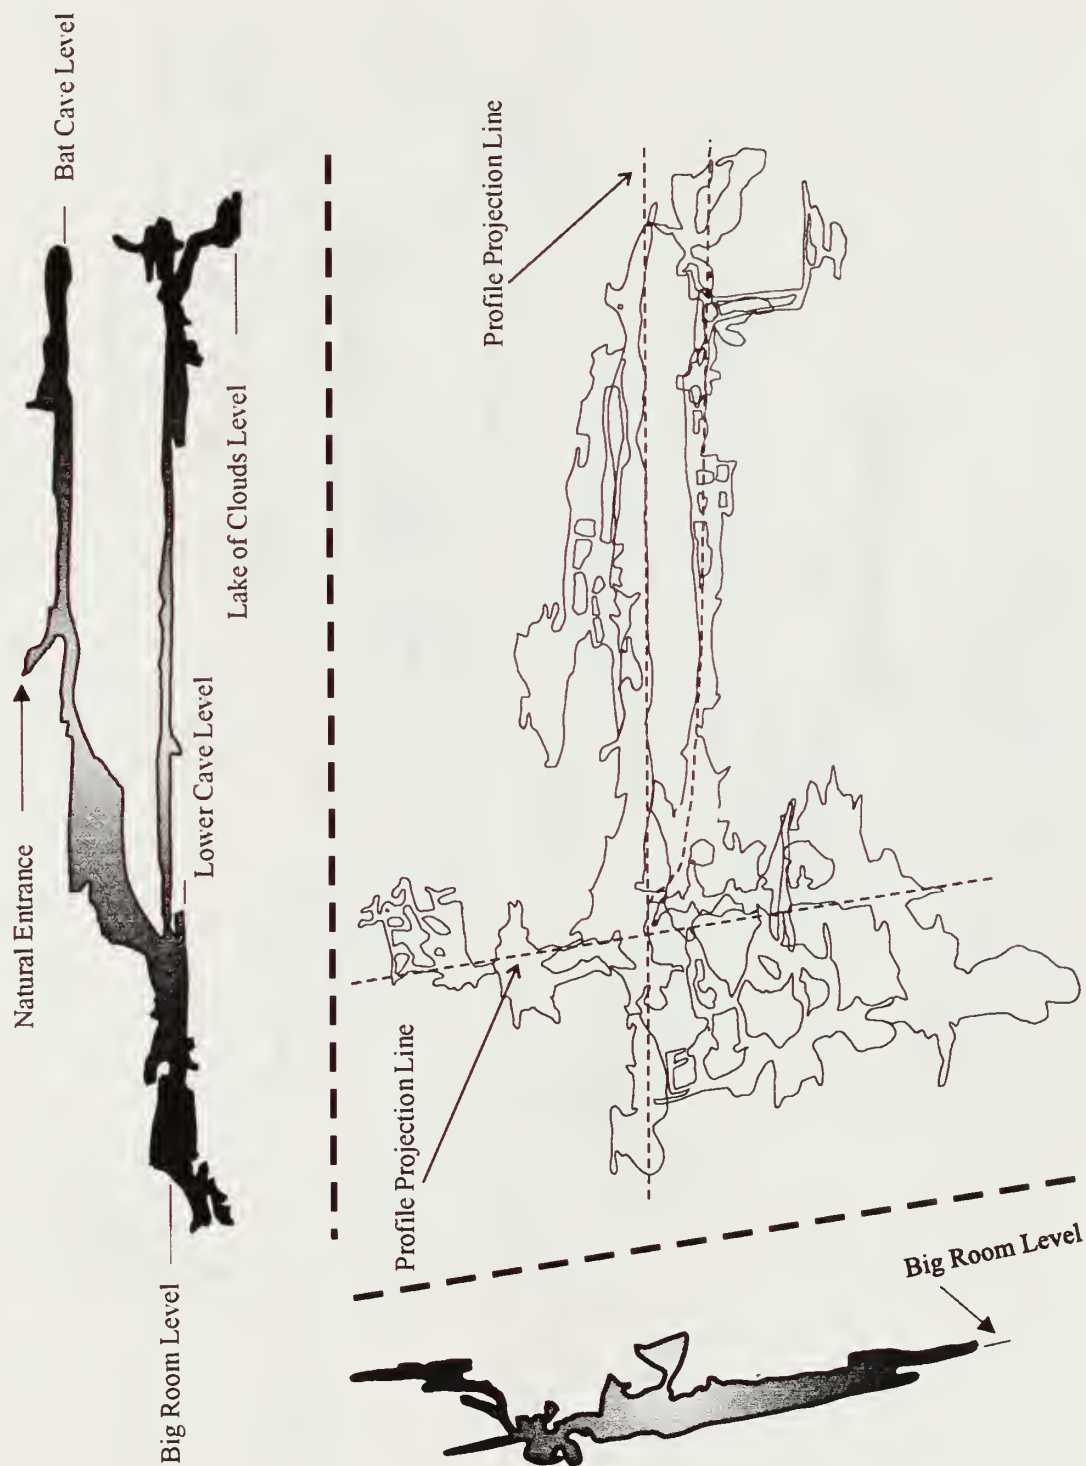 Natural Entrance
Bat Cave Level
Big Room Level
Lower Cave Level
Lake of Clouds Level
Profile Projection Line
Profile Projection Line
Big Room Level